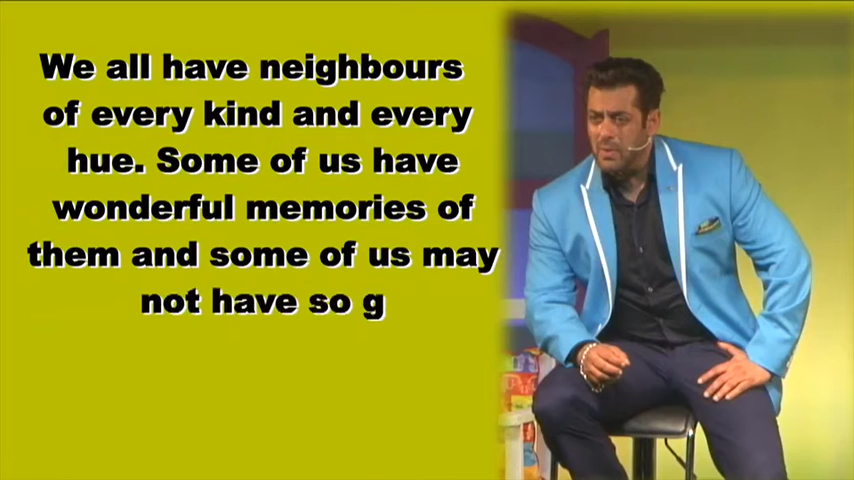 We all have neighbours
of every kind and every
hue. Some of us have
wonderful memories of
them and some of us may
not have so g